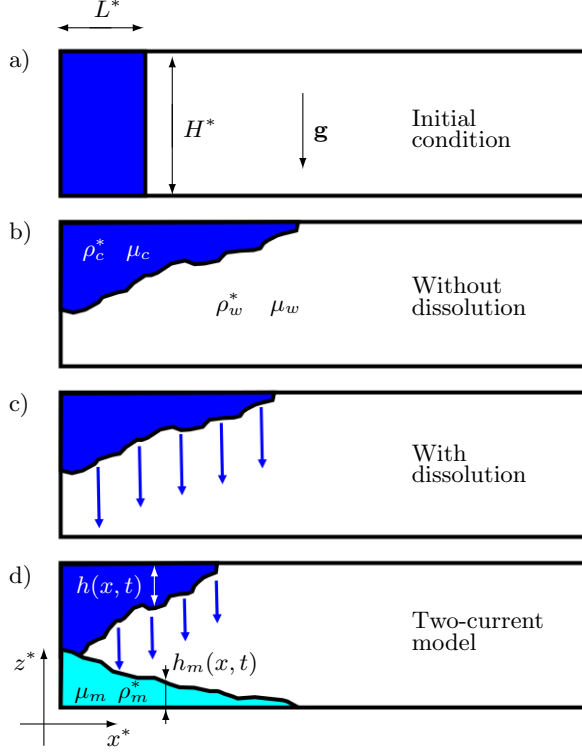 L*
a)
H*
g
Initial
condition
b)
ρ*c μc
ρ*w μw
Without
dissolution
c)
With
dissolution
d)
h(x, t)
Two-current
model
z*
hm(x, t)
μm ρ*m
x*